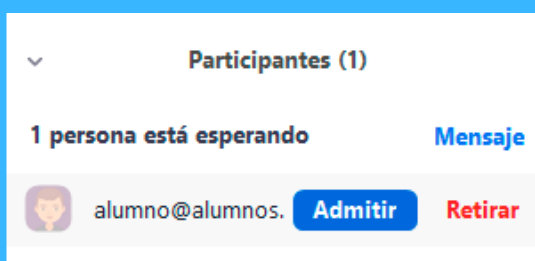 Participantes (1)
1 persona está esperando Mensaje
alumno@alumnos. Admitir Retirar